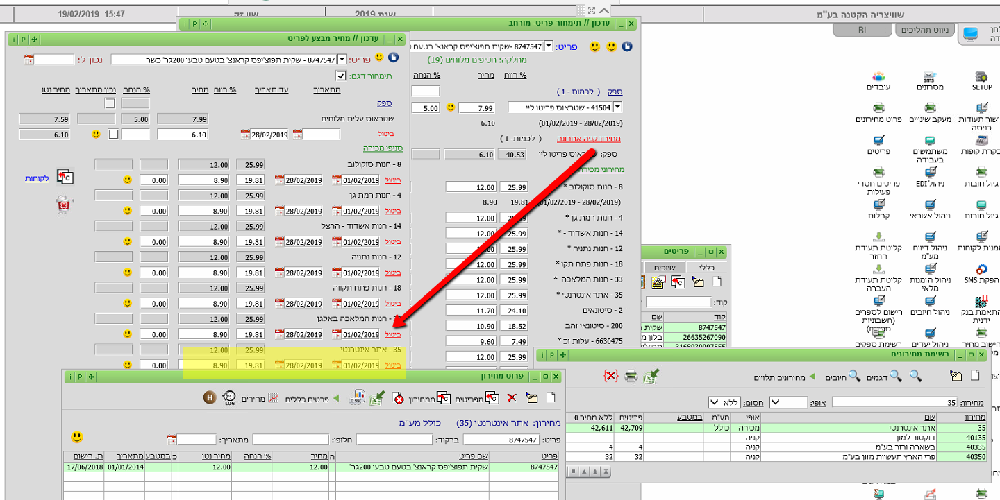 שוויצריה הקטנה בע"מ
שנת 2019
19/02/2019 15:47
ניווט תהליכים
BI
עדכון // תימחור פריט- מורחב
פריט: 8747547 -שקית תפוצ'יפס קראנצ' בטעם
מחלקה: חטיפים מלוחים (19)
% רווח מחיר % הנחה
ספק ( לכמות - 1)
41504 - שטראוס פריטו ליי 7.99 5.00
(01/02/2019 - 28/02/2019) 6.10
מחירון קניה אחרונה ( לכמות- 1)
ספק: שטראוס פריטו ליי 40.53 6.10
מחירוני מכירה
8 - חנות סוקולוב * 25.99 12.00
(01/02/2019 - 28/02/2019) 19.81 8.90
4 - חנות רמת גן * 25.99 12.00
14 - חנות אשדוד - * 25.99 12.00
12 - חנות נתניה * 25.99
18 - חנות פתח תקו * 25.99 12.00
33 - חנות המלאכה * 25.99 12.00
35 - אתר אינטרנטי * 25.99 12.00
2 - סיטונאים 24.10 11.70
200 - סיטונאי זהב 18.52 10.90
6630475 - עלות זכ * 7.49 9.60
25.99 12.00
עדכון // מחיר מבצע לפריט
פריט: 8747547 - שקית תפוצ'יפס קראנצ' בטעם טבעי 200גר' כשר נכון ל:
תימחור דגם:
מתאריך עד תאריך % רווח מחיר % הנחה נכון מתאריך מחיר נטו
ספק
שטראוס עלית מלוחים 7.99 5.00 7.59
ביטול 28/02/2019 6.10 6.10
סניפי מכירה
8 - חנות סוקולוב 25.99 12.00
ביטול 01/02/2019 28/02/2019 19.81 8.90 0.00
לקוחות
4 - חנות רמת גן 25.99 12.00
ביטול 01/02/2019 28/02/2019 19.81 8.90 0.00
14 - חנות אשדוד - הרצל 25.99 12.00
ביטול 01/02/2019 28/02/2019 19.81 8.90 0.00
12 - חנות נתניה 25.99 12.00
ביטול 01/02/2019 28/02/2019 19.81 8.90 0.00
18 - חנות פתח תקווה 25.99 12.00
ביטול 01/02/2019 28/02/2019 19.81 8.90 0.00
- חנות המלאכה באלגן 25.99 12.00
ביטול 01/02/2019 28/02/2019 19.81 8.90 0.00
35 - אתר אינטרנטי 25.99 12.00
ביטול 01/02/2019 28/02/2019 19.81 8.90 0.00
SETUP מסרונים עובדים
אישור תעודות כניסה מעקב שינויים פרוט מחירונים
בקרת קופות משתמשים בעבודה פריטים
גיול חובות ניהול EDI פריטים חסרי פעילות
גיול חובות ניהול אשראי קבלות
ניהול דיווח מע"מ קליטת תעודת החזר
הפקת SMS ניהול הזמנות מלאי קליטת תעודת העברה
התאמת בנק ידנית ניהול חיובים רישום לספרים (חשבוניות
ניהול יעדים רשימת ספקים
פריטים
כללי שיוכים
קוד:
קוד שם
8747547
26635267090 בלון
3168930007555
רשימת מחירונים
חיובים דגמים מחירונים תלויים
מחירון: 35 אופי: חסום: ללא
מחירון שם אופי מע"מ במטבע פריטים ללא מחיר 0
35 אתר אינטרנטי מכירה כולל 42,709 42,611
40135 דוקטור למון קניה
40335 בשארה ורור בע"מ קניה 4 4
40350 פרי הארץ תעשיות מזון בע"מ קניה 32 32
פרוט מחירון
מפריטים ממחירון פרטים כללים מחירים LOG H
מחירון: אתר אינטרנטי (35) כולל מע"מ
פריט: 8747547 ברקוד: חלופי: מתאריך:
פריט שם פריט ה מחיר % הנחה מחיר נטו כ במטבע מתאריך ת. רישום
8747547 שקית תפוצ'יפס קראנצ' בטעם טבעי 200גר' 12.00 12.00 01/01/2014 17/06/2018